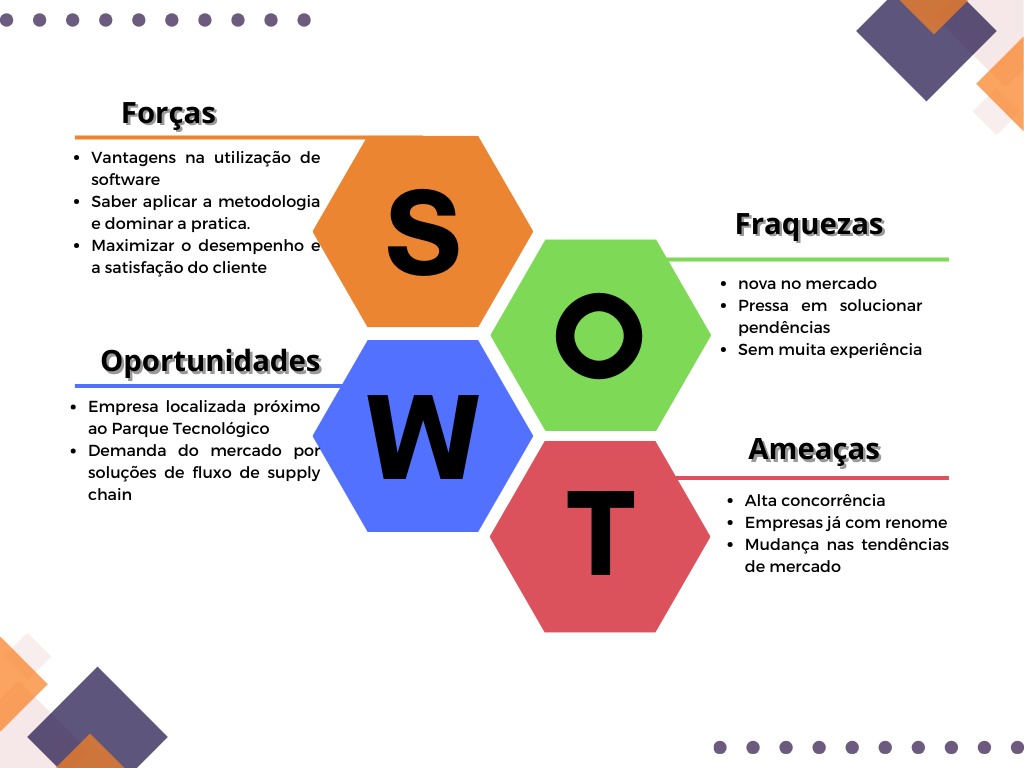 Forças
Vantagens na utilização de
software
Saber aplicar a metodologia
e dominar a pratica.
Maximizar o desempenho e
a satisfação do cliente
S
Fraquezas
nova no mercado
Pressa em solucionar
pendências
Sem muita experiência
O
Oportunidades
Empresa localizada próximo
ao Parque Tecnológico
Demanda do mercado por
soluções de fluxo de supply
chain
W
Ameaças
Alta concorrência
Empresas já com renome
Mudança nas tendências
de mercado
T